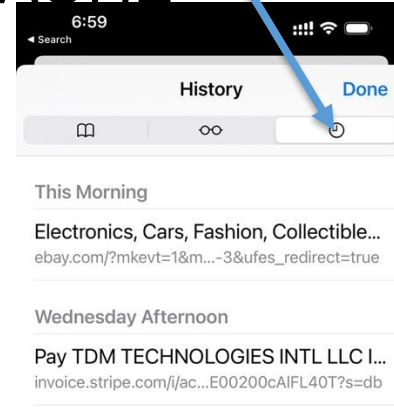 6:59
◂ Search
History
Done
This Morning
Electronics, Cars, Fashion, Collectible...
ebay.com/?mkevt=1&m...-3&ufes_redirect=true
Wednesday Afternoon
Pay TDM TECHNOLOGIES INTL LLC I...
invoice.stripe.com/i/ac...E00200cAIFL40T?s=db